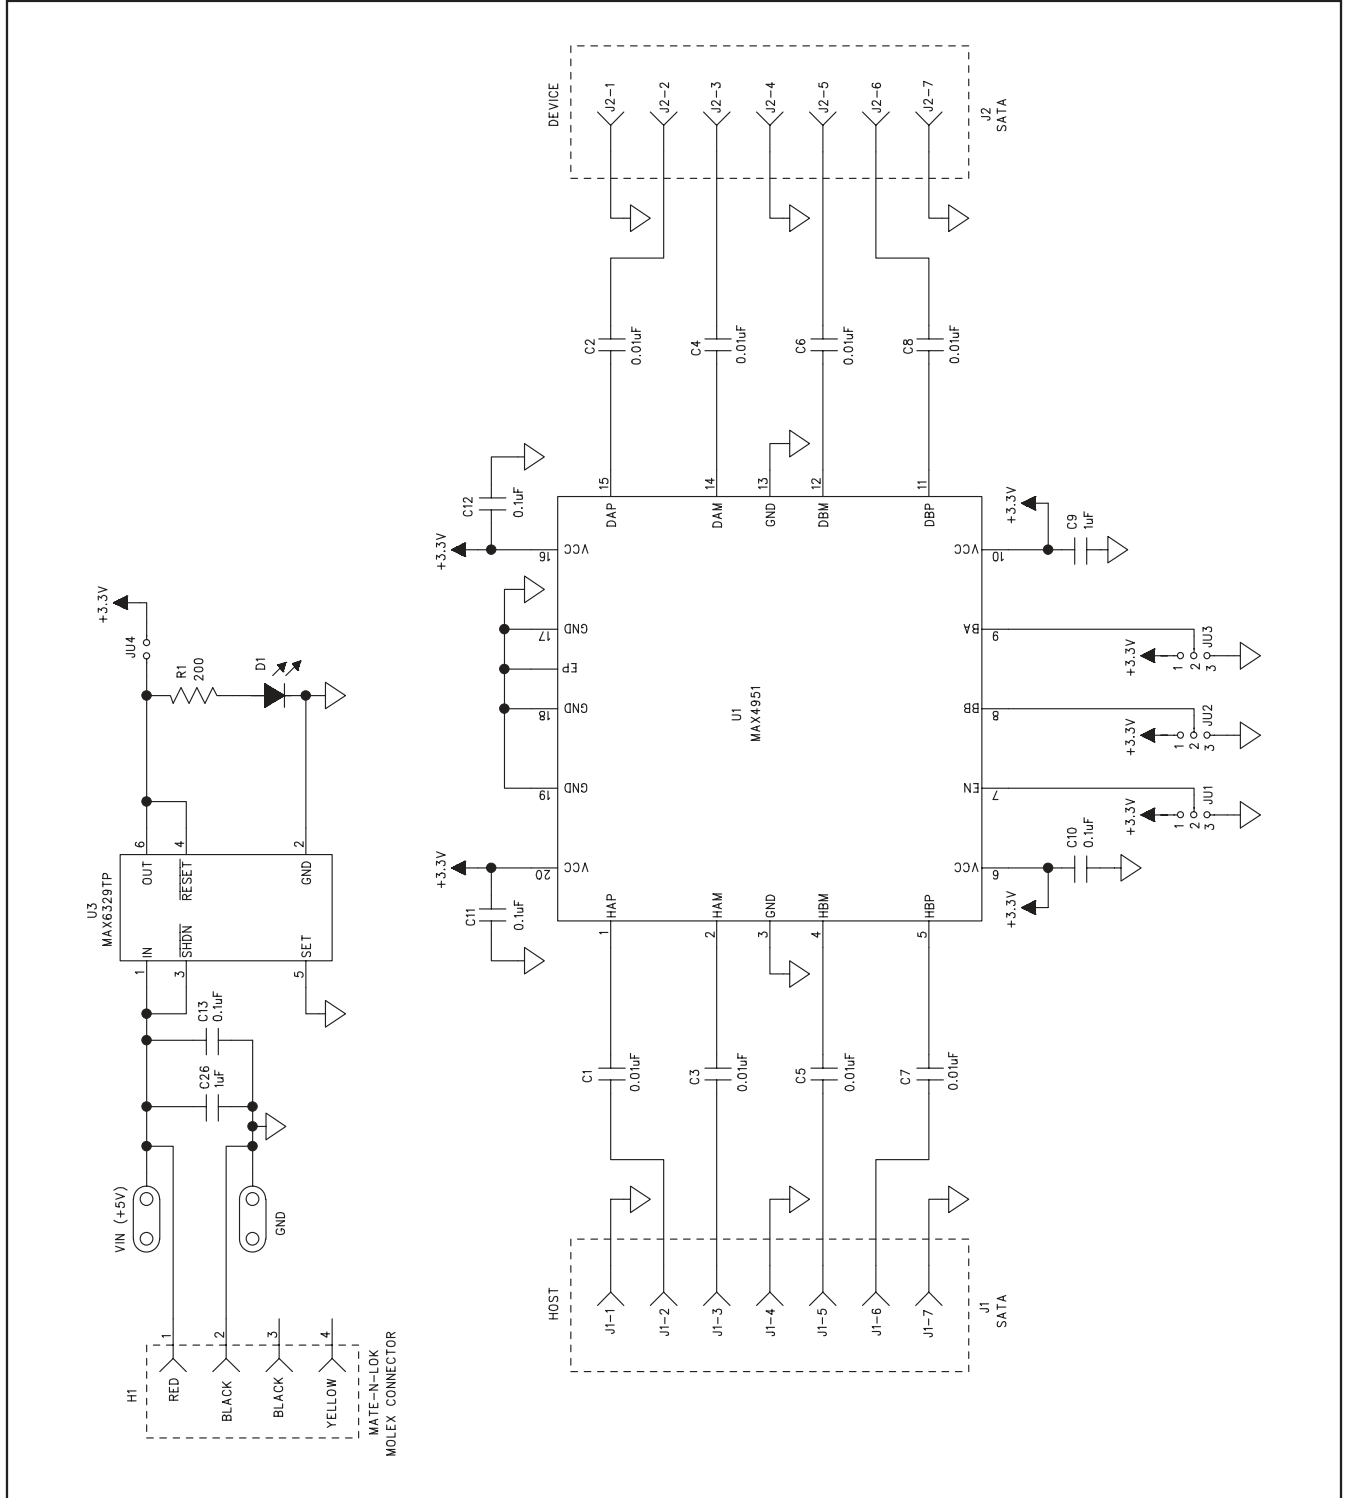 DEVICE
J2-1
J2-2
J2-3
J2-4
J2-5
J2-6
J2-7
J2
SATA
C2
0.01uF
C4
0.01uF
C6
0.01uF
C8
0.01uF
+3.3V
C12
0.1uF
15
14
13
12
11
DAP
DAM
GND
DBM
DBP
16
VCC
17
GND
EP
18
GND
19
GND
20
VCC
+3.3V
C11
0.1uF
U1
MAX4951
VCC
10
+3.3V
C9
1uF
BA
9
+3.3V
1
2
3
JU3
BB
8
+3.3V
1
2
3
JU2
EN
7
+3.3V
1
2
3
JU1
VCC
6
+3.3V
C10
0.1uF
HAP
HAM
GND
HBM
HBP
1
2
3
4
5
C1
0.01uF
C3
0.01uF
C5
0.01uF
C7
0.01uF
HOST
J1-1
J1-2
J1-3
J1-4
J1-5
J1-6
J1-7
J1
SATA
+3.3V
JU4
R1
200
D1
6
4
2
U3
MAX6329TP
OUT
RESET
GND
IN
SHDN
SET
1
3
5
C13
0.1uF
C26
1uF
VIN (+5V)
GND
H1
1
2
3
4
RED
BLACK
BLACK
YELLOW
MATE-N-LOK
MOLEX CONNECTOR